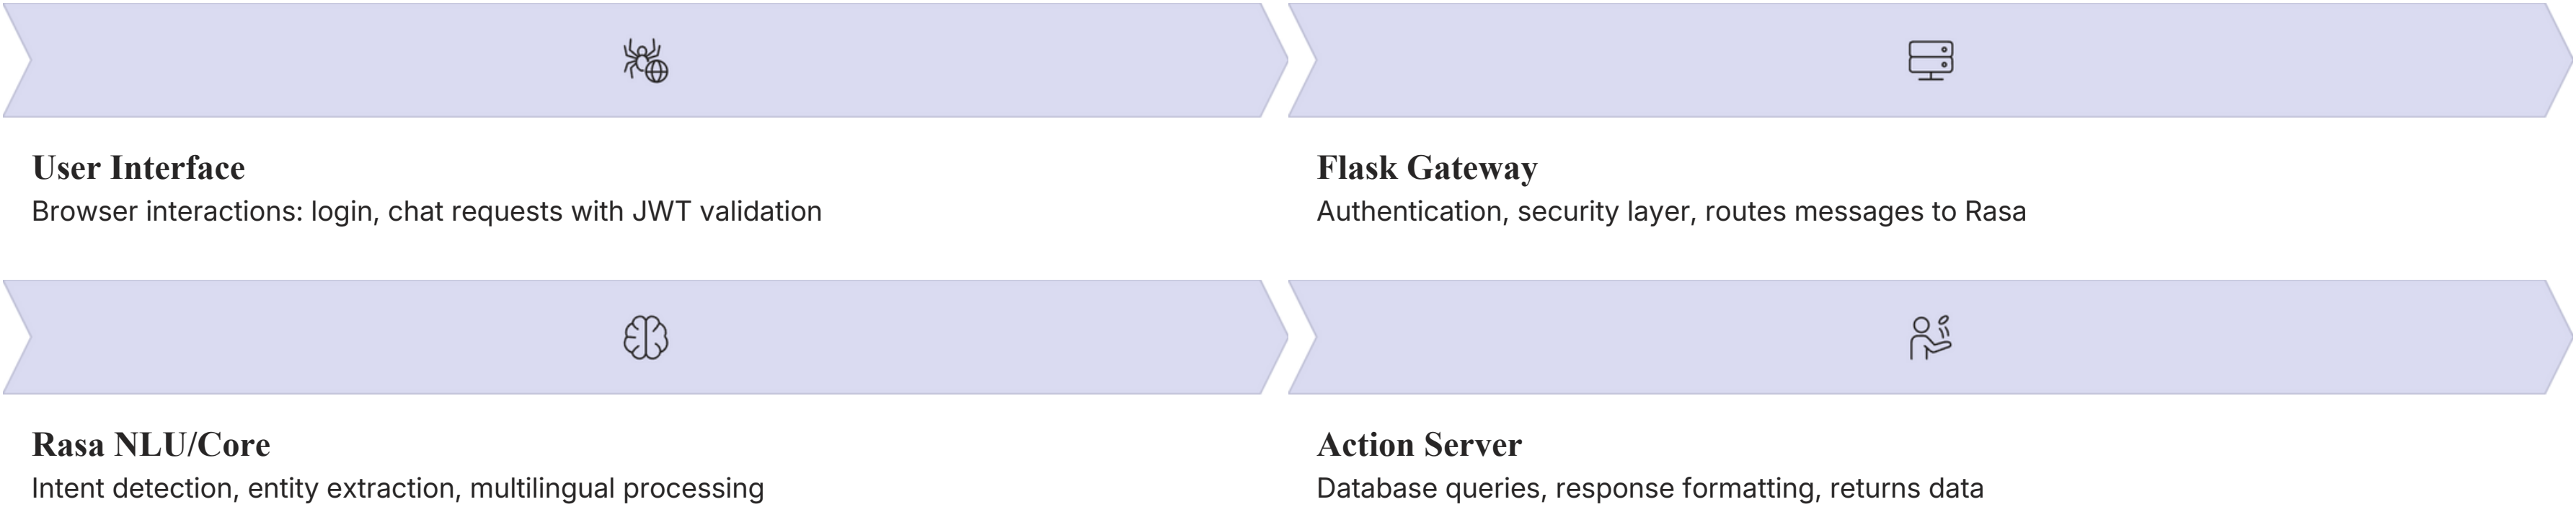 User Interface
Browser interactions: login, chat requests with JWT validation
Flask Gateway
Authentication, security layer, routes messages to Rasa
Rasa NLU/Core
Intent detection, entity extraction, multilingual processing
Action Server
Database queries, response formatting, returns data